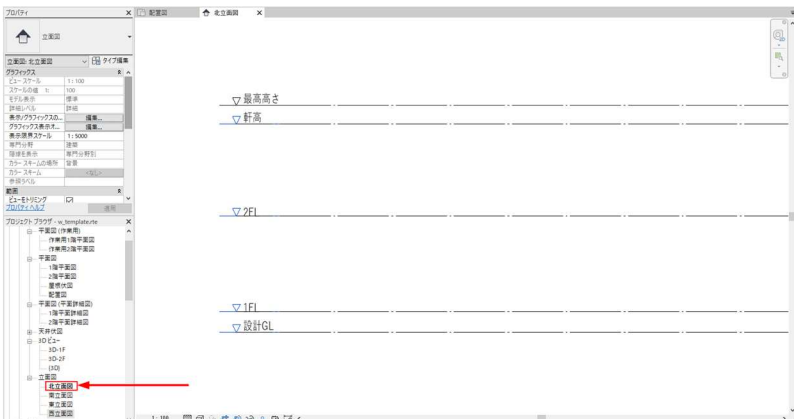 プロパティ
配置図
北立面図
立面図
立面図: 北立面図
タイプ編集
グラフィックス
ビュー スケール 1 : 100
スケールの値 1: 100
モデル表示 標準
詳細レベル 詳細
表示/グラフィックスの... 編集...
グラフィックス表示オ... 編集...
表示限界スケール 1 : 5000
専門分野 建築
隠線を表示 専門分野別
カラー スキームの場所 背景
カラー スキーム <なし>
参照ラベル
範囲
ビューをトリミング
プロパティ ヘルプ 適用
プロジェクト ブラウザ - w_template.rte
平面図 (作業用)
作業用1階平面図
作業用2階平面図
平面図
1階平面図
2階平面図
屋根伏図
配置図
平面図 (平面詳細図)
1階平面詳細図
2階平面詳細図
天井伏図
3D ビュー
3D-1F
3D-2F
{3D}
立面図
北立面図
南立面図
東立面図
西立面図
最高高さ
軒高
2FL
1FL
設計GL
1 : 100